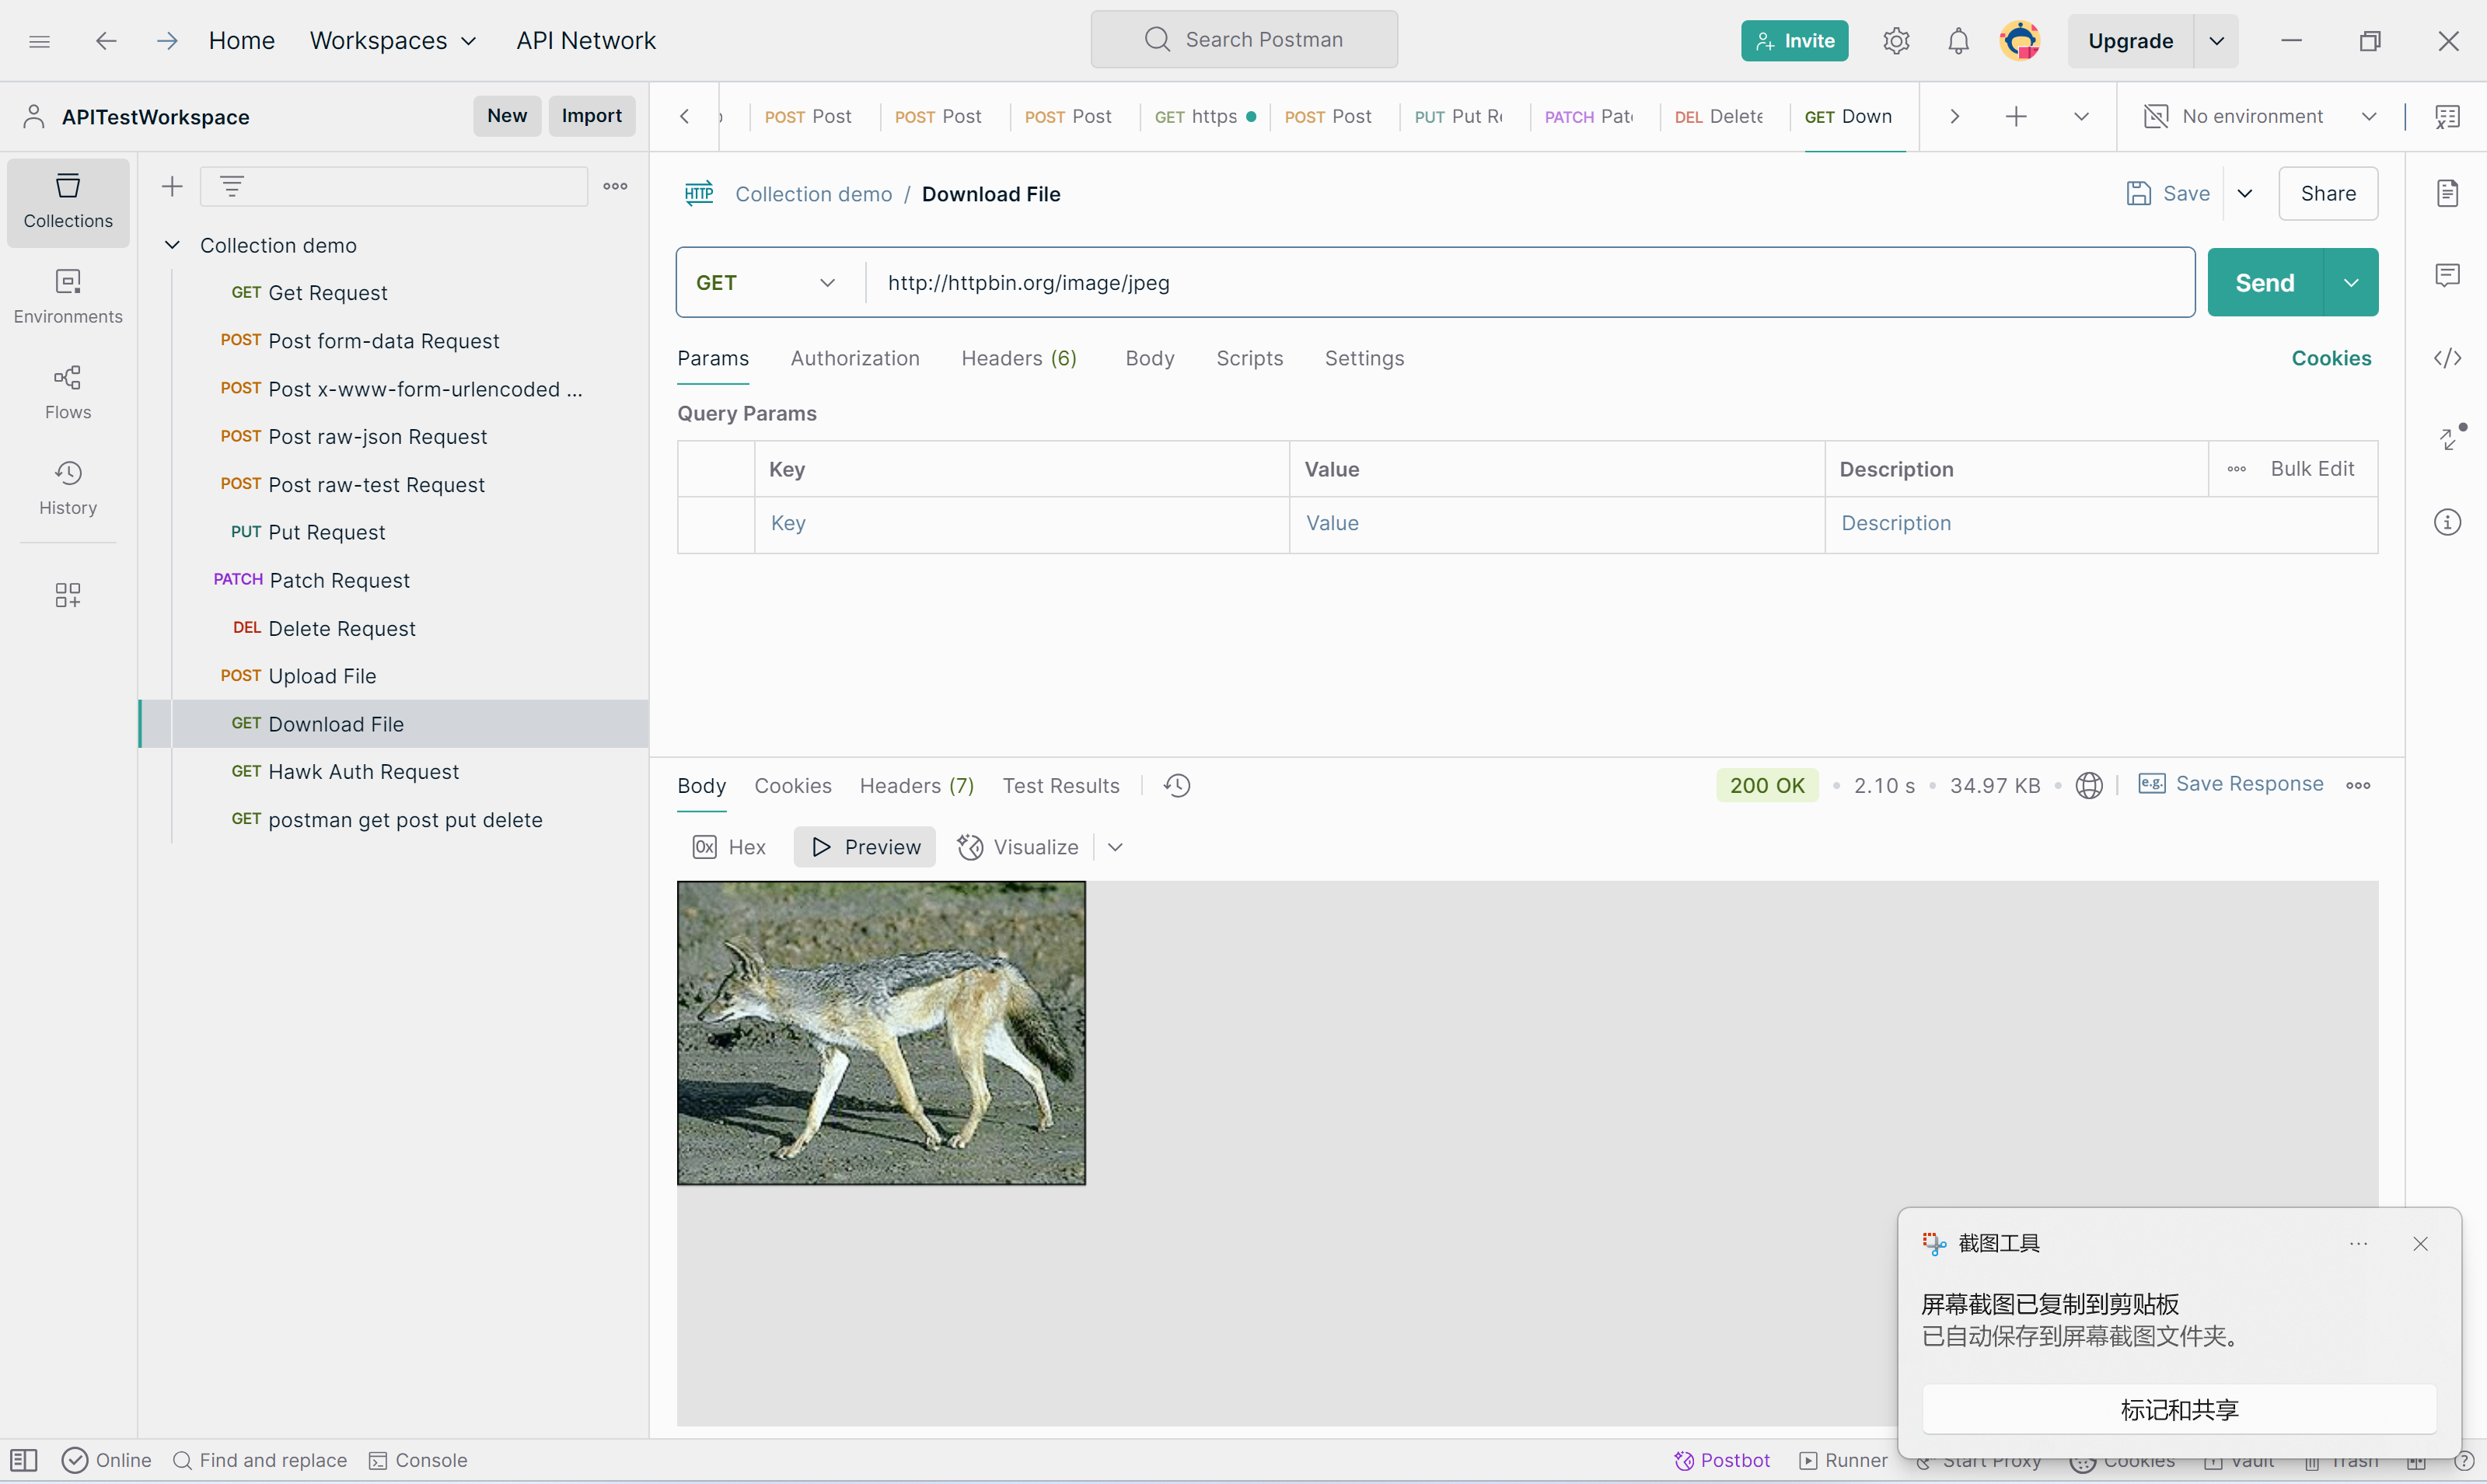 Home Workspaces API Network Search Postman Invite Upgrade
APITestWorkspace New Import
POST Post POST Post POST Post GET https POST Post PUT Put Re PATCH Patc DEL Delete GET Down No environment
Collections
Environments
Flows
History
Collection demo
GET Get Request
POST Post form-data Request
POST Post x-www-form-urlencoded ...
POST Post raw-json Request
POST Post raw-test Request
PUT Put Request
PATCH Patch Request
DEL Delete Request
POST Upload File
GET Download File
GET Hawk Auth Request
GET postman get post put delete
HTTP Collection demo / Download File Save Share
GET http://httpbin.org/image/jpeg Send
Params Authorization Headers (6) Body Scripts Settings Cookies
Query Params
Key Value Description Bulk Edit
Key Value Description
Body Cookies Headers (7) Test Results 200 OK • 2.10 s • 34.97 KB • e.g. Save Response
0x Hex Preview Visualize
截图工具
屏幕截图已复制到剪贴板
已自动保存到屏幕截图文件夹。
标记和共享
Online Find and replace Console Postbot Runner Start Proxy Cookies Vault Trash